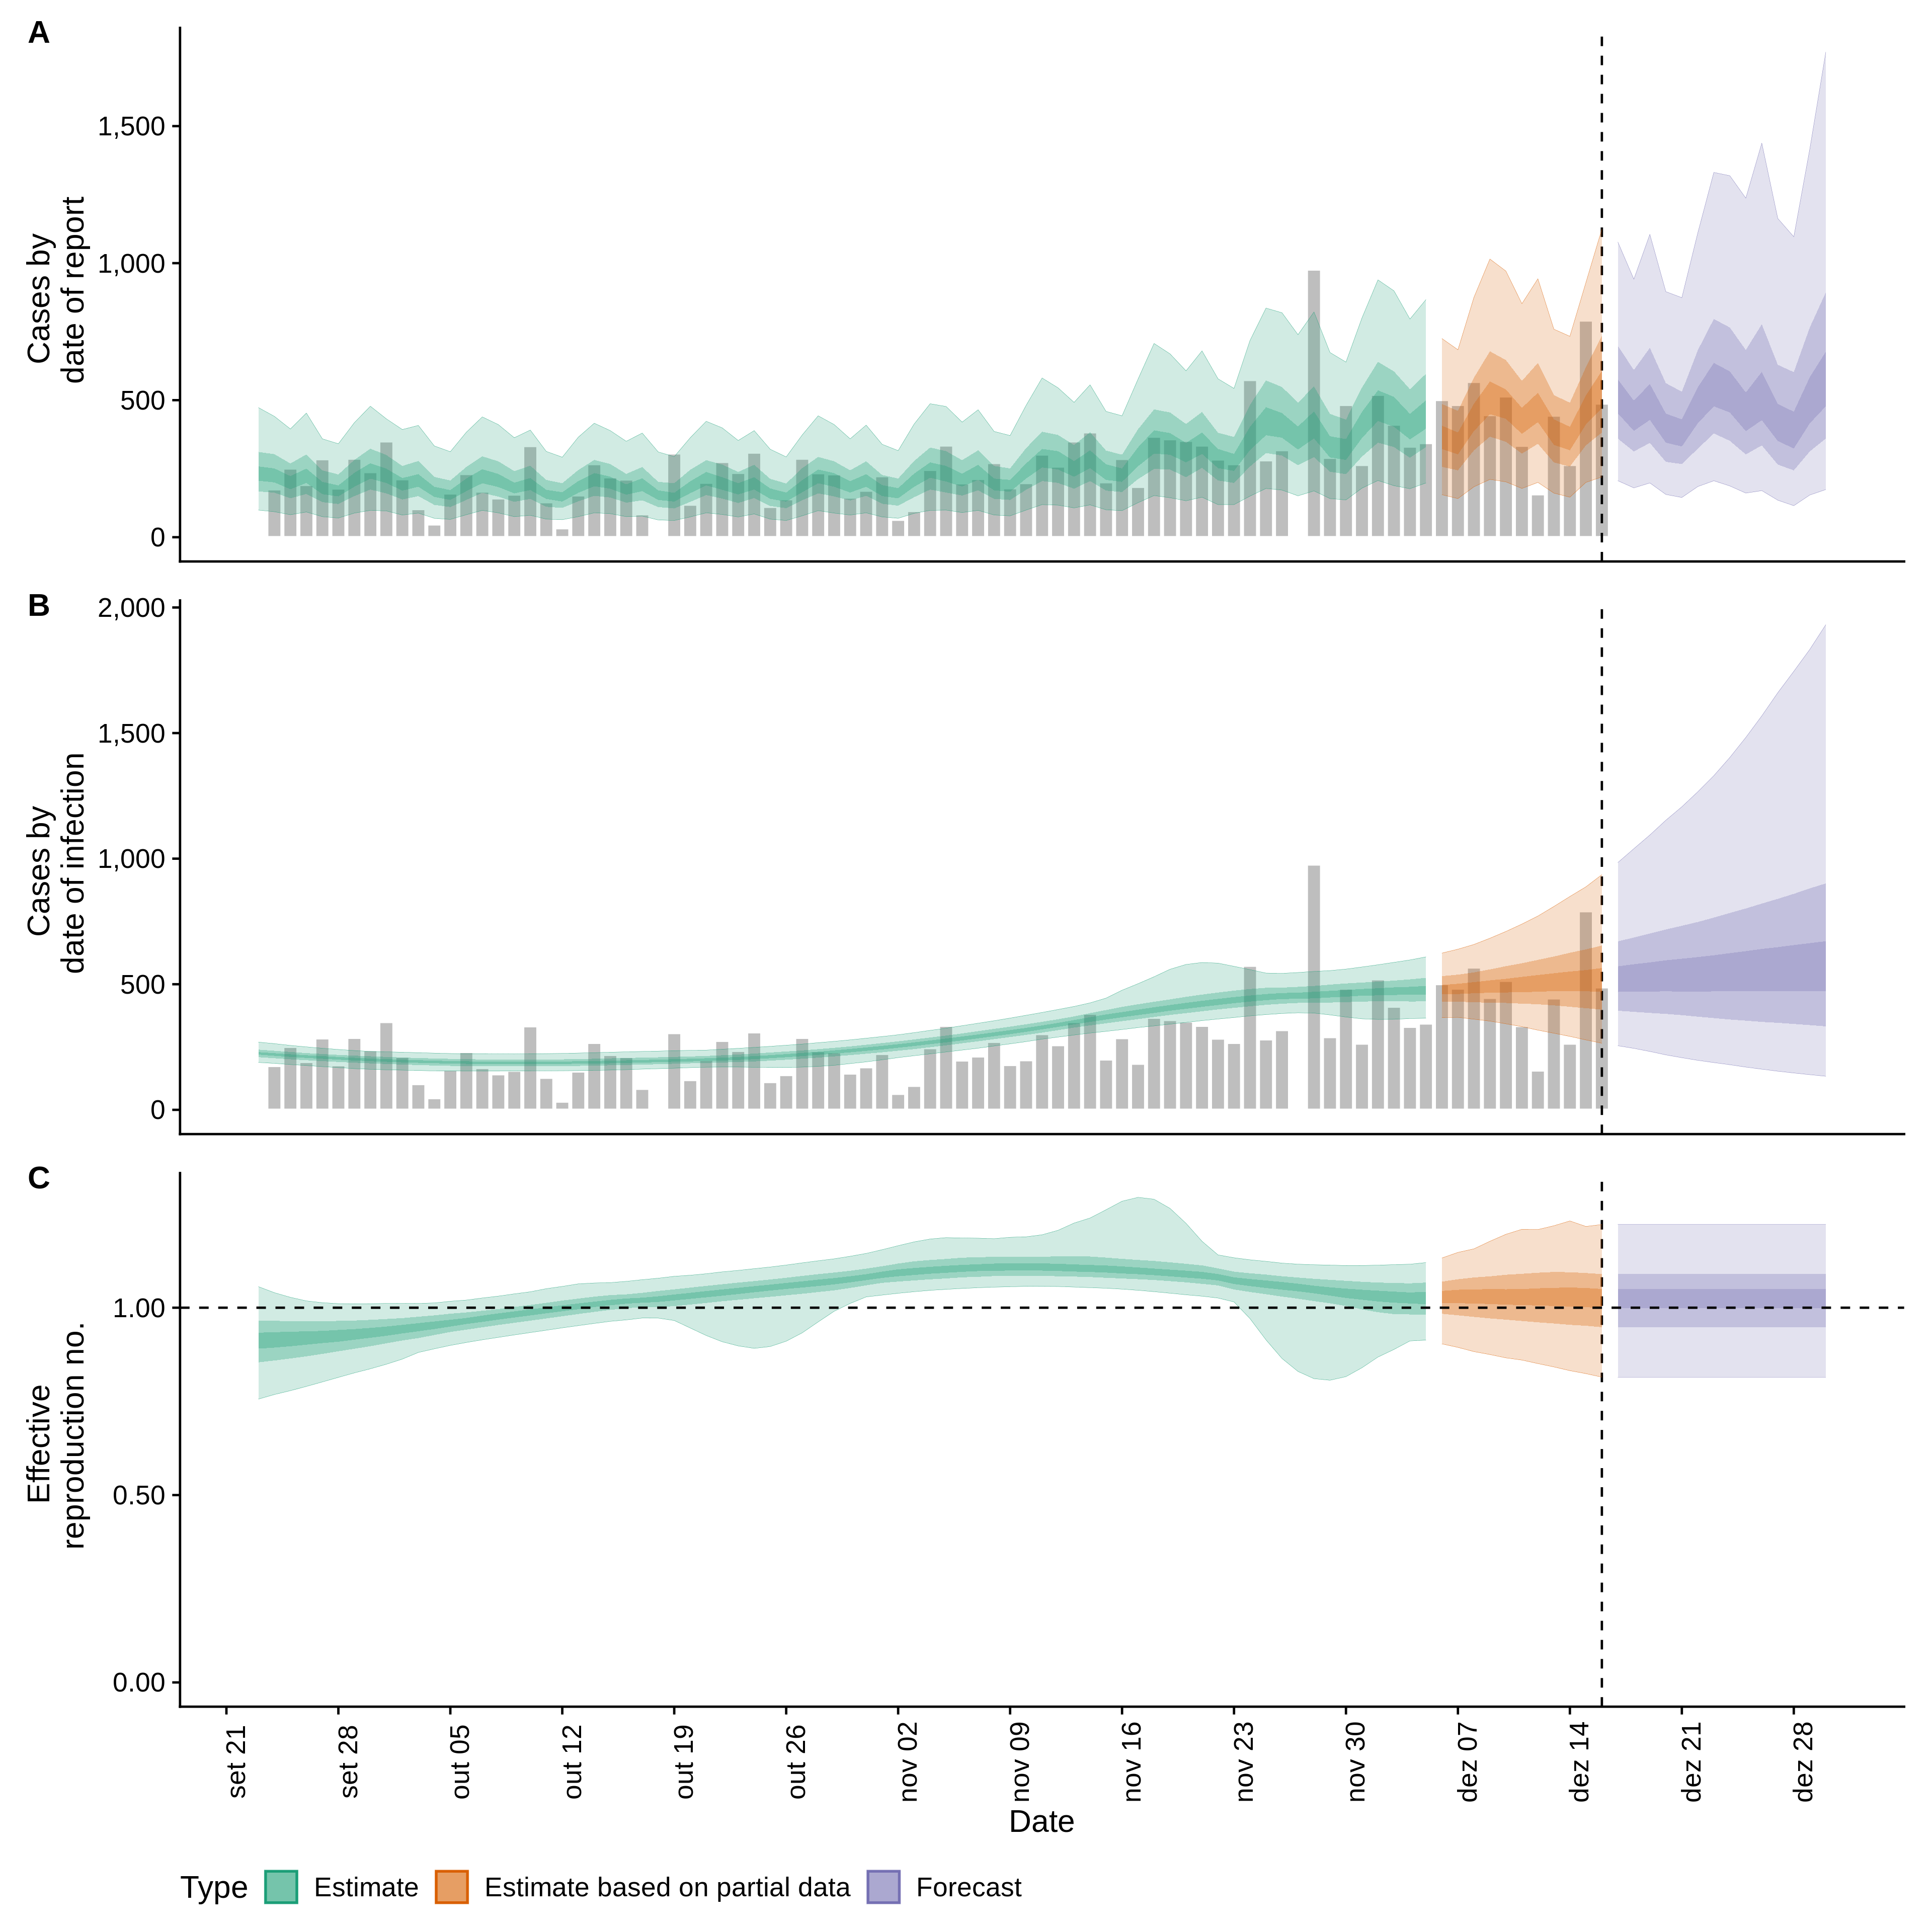 A
Cases by
date of report
1,500
1,000
500
0
B
Cases by
date of infection
2,000
1,500
1,000
500
0
C
Effective
reproduction no.
1.00
0.50
0.00
set 21
set 28
out 05
out 12
out 19
out 26
nov 02
nov 09
nov 16
nov 23
nov 30
dez 07
dez 14
dez 21
dez 28
Date
Type Estimate Estimate based on partial data Forecast